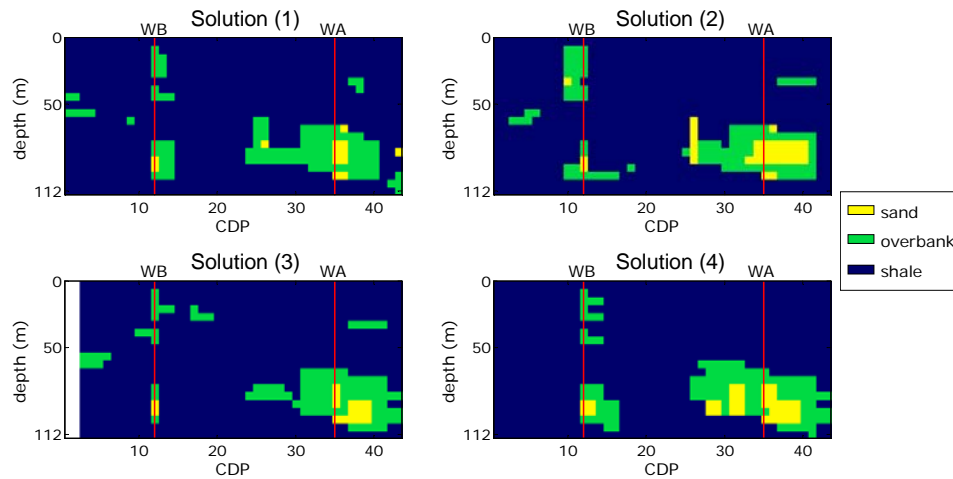 Solution (1)
WB WA
0
50
112
depth (m)
10 20 30 40
CDP
Solution (2)
WB WA
0
50
112
depth (m)
10 20 30 40
CDP
sand
overbank
shale
Solution (3)
WB WA
0
50
112
depth (m)
10 20 30 40
CDP
Solution (4)
WB WA
0
50
112
depth (m)
10 20 30 40
CDP